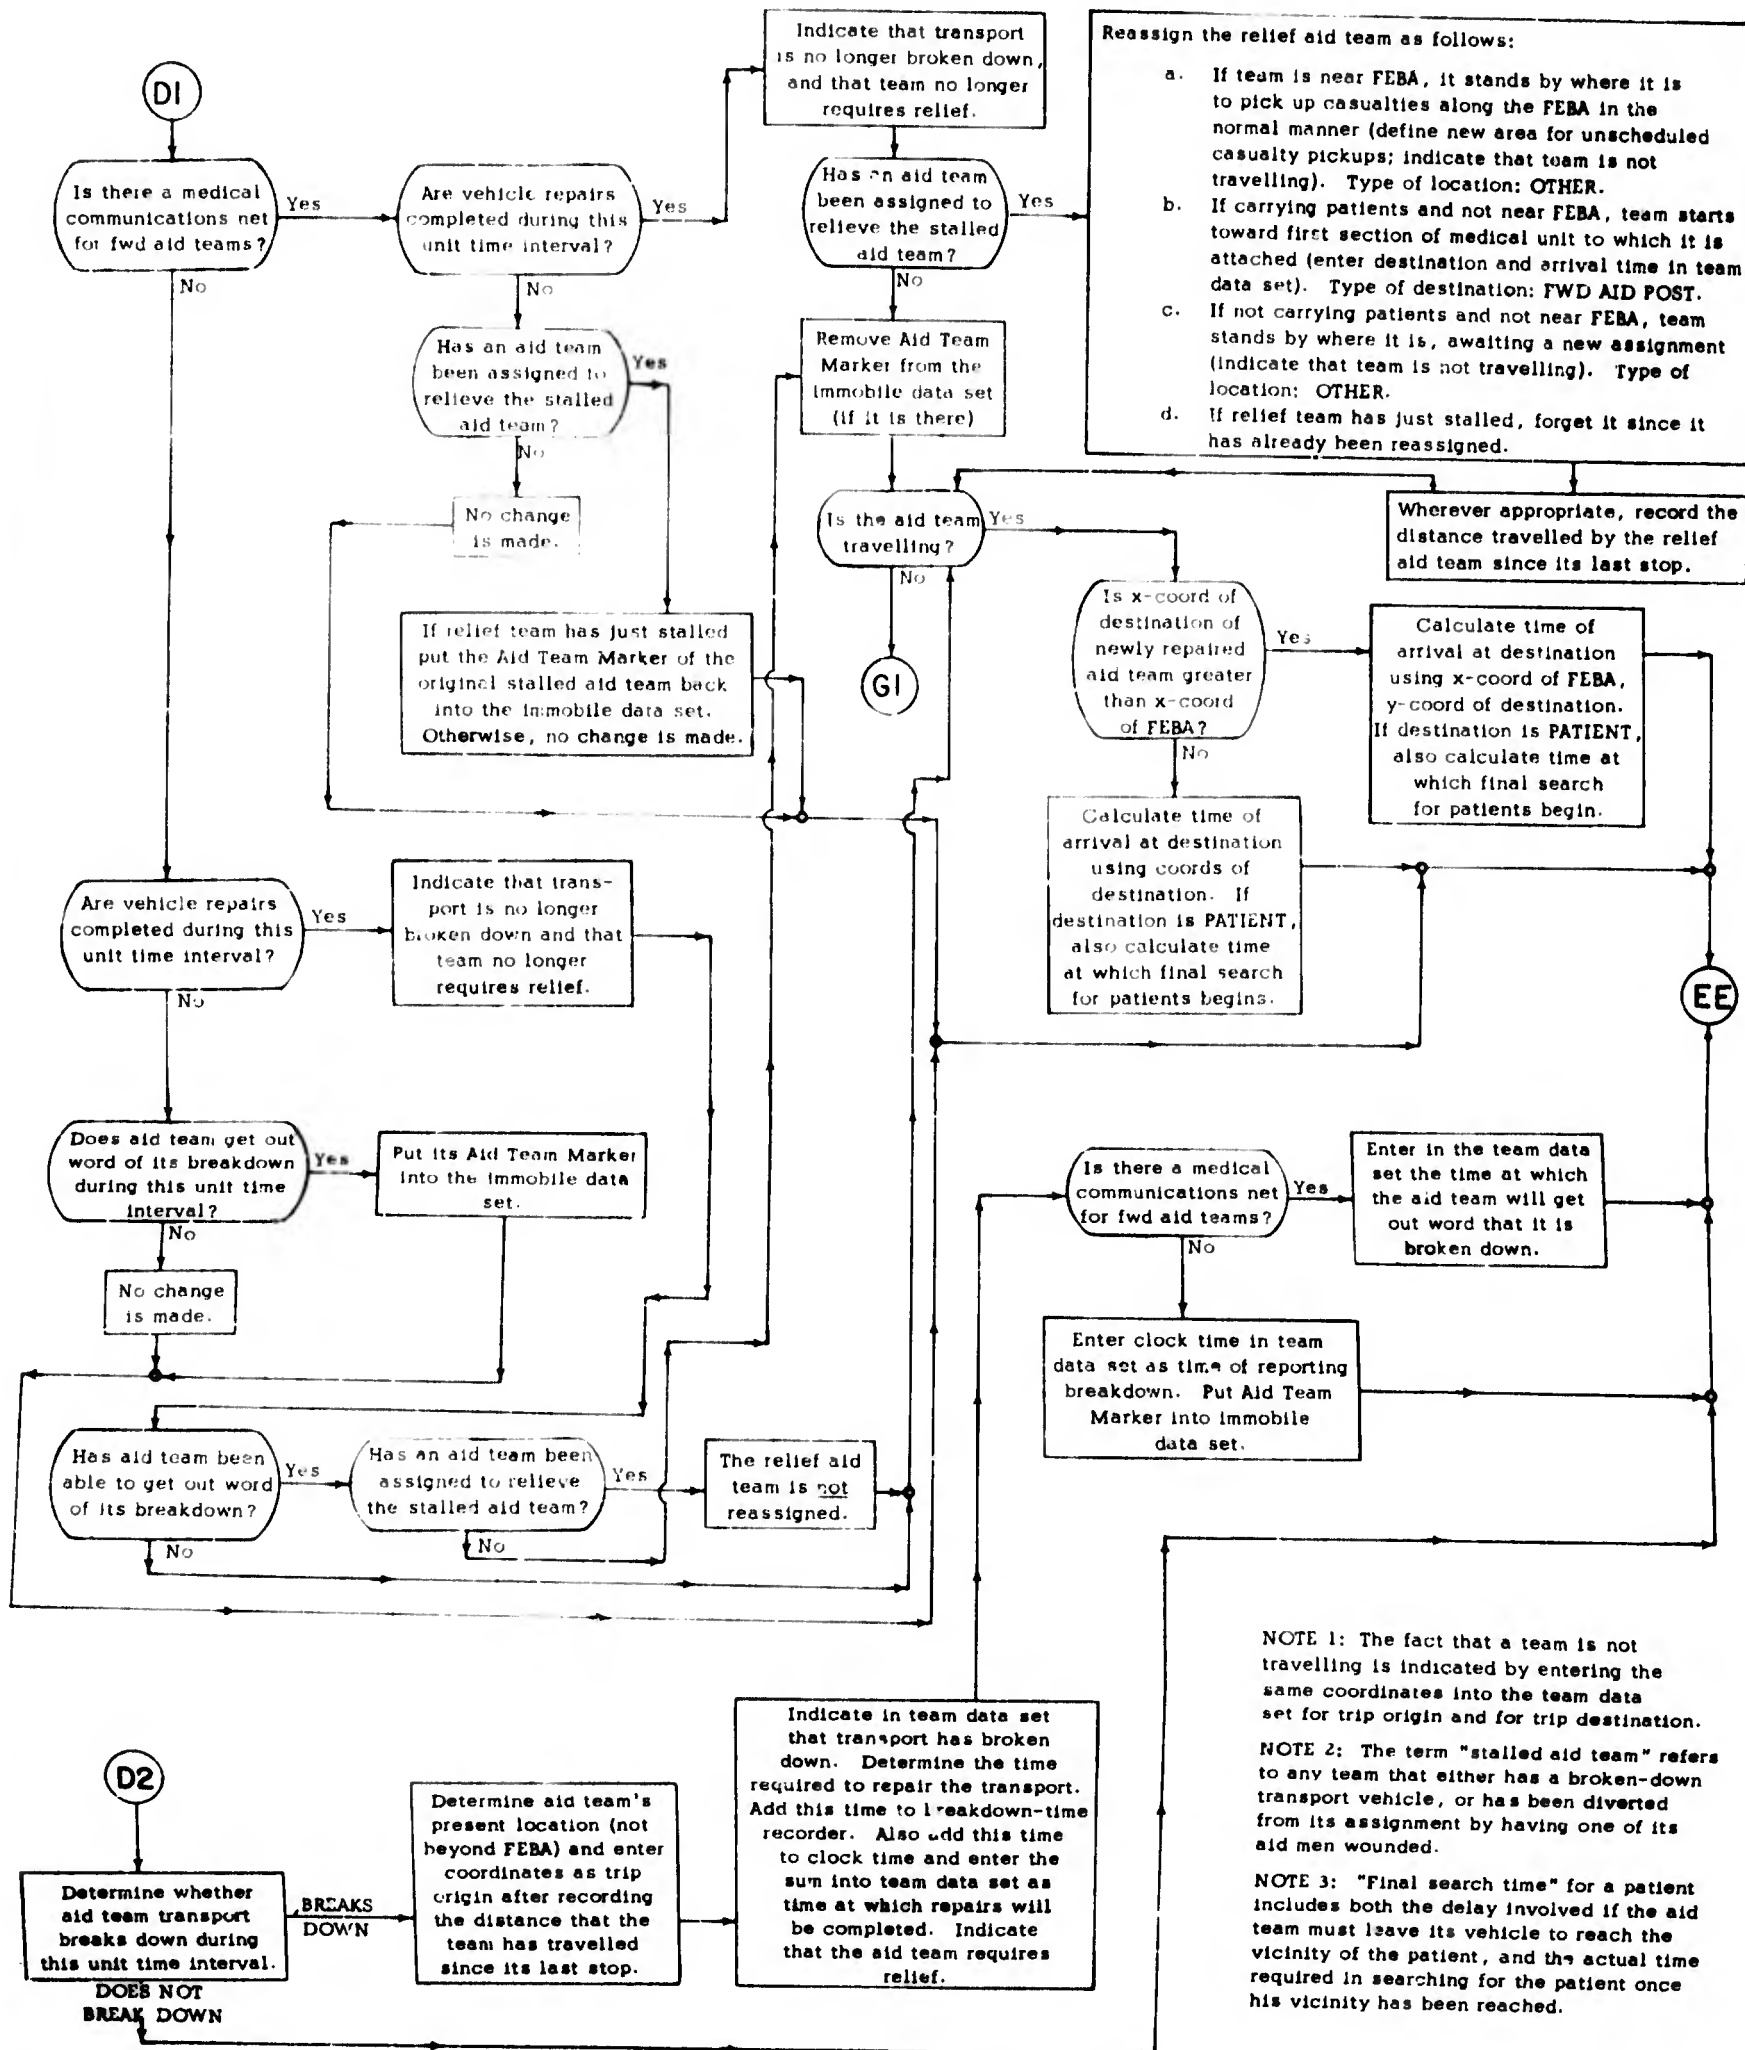 D1
Is there a medical
communications net
for fwd aid teams?
Yes
No
Are vehicle repairs
completed during this
unit time interval?
Yes
No
Indicate that transport
is no longer broken down,
and that team no longer
requires relief.
Has an aid team
been assigned to
relieve the stalled
aid team?
Yes
No
Reassign the relief aid team as follows:
a. If team is near FEBA, it stands by where it is
to pick up casualties along the FEBA in the
normal manner (define new area for unscheduled
casualty pickups; indicate that team is not
travelling). Type of location: OTHER.
b. If carrying patients and not near FEBA, team starts
toward first section of medical unit to which it is
attached (enter destination and arrival time in team
data set). Type of destination: FWD AID POST.
c. If not carrying patients and not near FEBA, team
stands by where it is, awaiting a new assignment
(indicate that team is not travelling). Type of
location: OTHER.
d. If relief team has just stalled, forget it since it
has already been reassigned.
Has an aid team
been assigned to
relieve the stalled
aid team?
Yes
No
Remove Aid Team
Marker from the
immobile data set
(if it is there)
No change
is made.
Is the aid team
travelling?
Yes
No
Wherever appropriate, record the
distance travelled by the relief
aid team since its last stop.
If relief team has just stalled
put the Aid Team Marker of the
original stalled aid team back
into the immobile data set.
Otherwise, no change is made.
G1
Is x-coord of
destination of
newly repaired
aid team greater
than x-coord
of FEBA?
Yes
No
Calculate time of
arrival at destination
using x-coord of FEBA,
y-coord of destination.
If destination is PATIENT,
also calculate time at
which final search
for patients begin.
Calculate time of
arrival at destination
using coords of
destination. If
destination is PATIENT,
also calculate time
at which final search
for patients begins.
EE
Are vehicle repairs
completed during this
unit time interval?
Yes
No
Indicate that trans-
port is no longer
broken down and that
team no longer
requires relief.
Does aid team get out
word of its breakdown
during this unit time
interval?
Yes
No
Put its Aid Team Marker
into the immobile data
set.
No change
is made.
Is there a medical
communications net
for fwd aid teams?
Yes
No
Enter in the team data
set the time at which
the aid team will get
out word that it is
broken down.
Enter clock time in team
data set as time of reporting
breakdown. Put Aid Team
Marker into immobile
data set.
Has aid team been
able to get out word
of its breakdown?
Yes
No
Has an aid team been
assigned to relieve
the stalled aid team?
Yes
No
The relief aid
team is not
reassigned.
D2
Determine whether
aid team transport
breaks down during
this unit time interval.
BREAKS
DOWN
DOES NOT
BREAK DOWN
Determine aid team's
present location (not
beyond FEBA) and enter
coordinates as trip
origin after recording
the distance that the
team has travelled
since its last stop.
Indicate in team data set
that transport has broken
down. Determine the time
required to repair the transport.
Add this time to breakdown-time
recorder. Also add this time
to clock time and enter the
sum into team data set as
time at which repairs will
be completed. Indicate
that the aid team requires
relief.
NOTE 1: The fact that a team is not
travelling is indicated by entering the
same coordinates into the team data
set for trip origin and for trip destination.
NOTE 2: The term "stalled aid team" refers
to any team that either has a broken-down
transport vehicle, or has been diverted
from its assignment by having one of its
aid men wounded.
NOTE 3: "Final search time" for a patient
includes both the delay involved if the aid
team must leave its vehicle to reach the
vicinity of the patient, and the actual time
required in searching for the patient once
his vicinity has been reached.